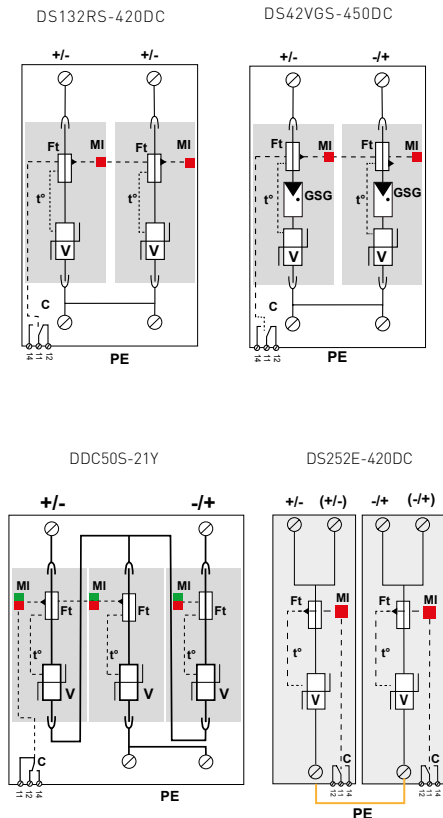 DS132RS-420DC
DS42VGS-450DC
+/- +/-
+/- -/+
Ft MI Ft MI
Ft MI Ft MI
t° t°
t° GSG t° GSG
V V
V V
C
C
14 11 12
14 11 12
PE
PE
DDC50S-21Y
DS252E-420DC
+/- -/+
+/- (+/-) -/+ (-/+)
MI MI MI
Ft Ft Ft
Ft MI Ft MI
t° t° t°
t° t°
V V V
V V
C
C C
11 12 14
12 11 14 12 11 14
PE
PE